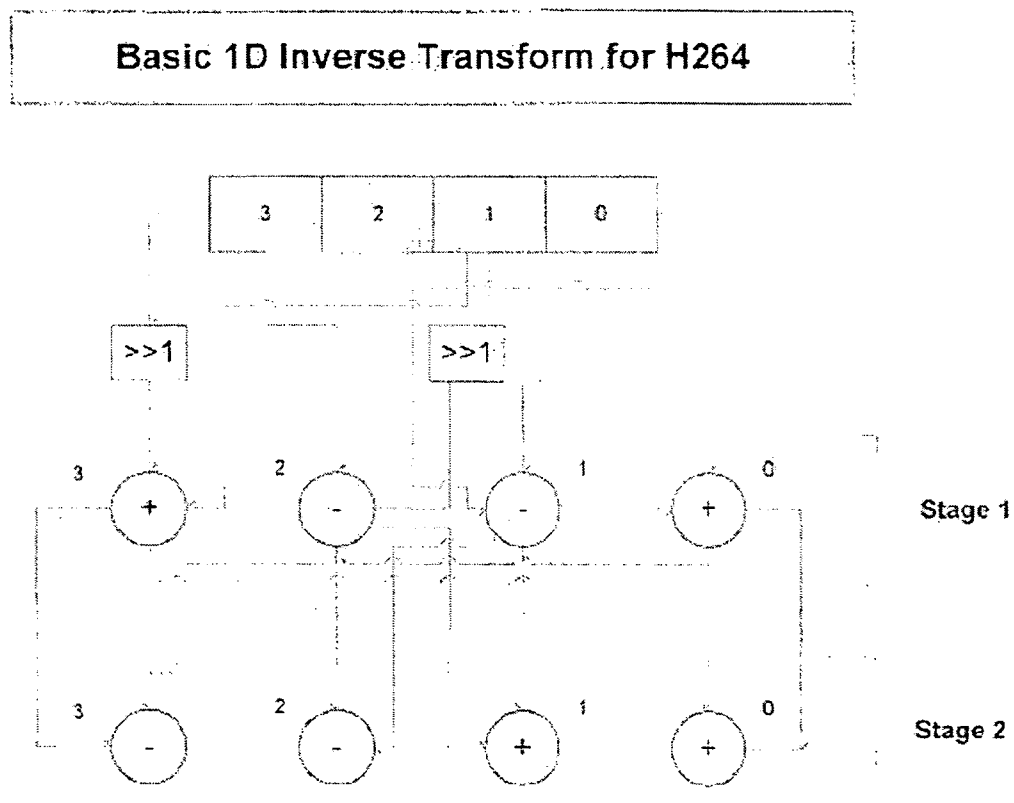 Basic 1D Inverse Transform for H264
3 2 1 0
>>1 >>1
3 2 1 0
+ - - + Stage 1
3 2 1 0
- - + + Stage 2